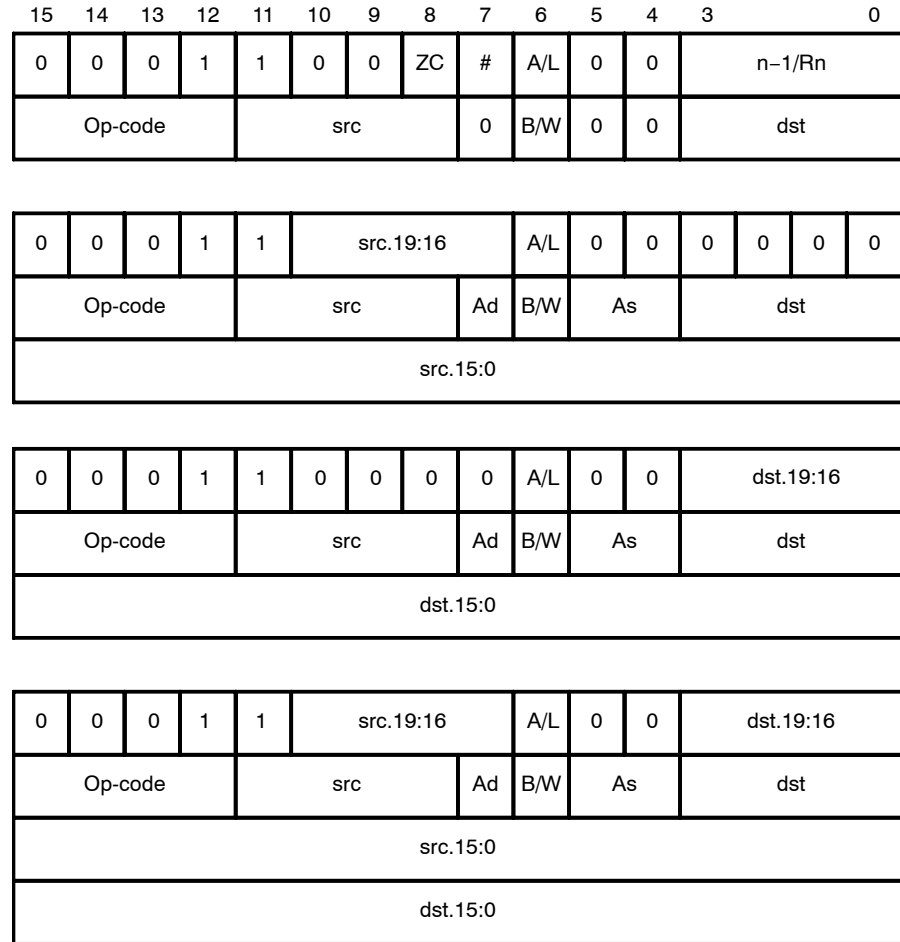 15 14 13 12 11 10 9 8 7 6 5 4 3 0
0 0 0 1 1 0 0 ZC # A/L 0 0 n−1/Rn
Op-code src 0 B/W 0 0 dst
0 0 0 1 1 src.19:16 A/L 0 0 0 0 0 0
Op-code src Ad B/W As dst
src.15:0
0 0 0 1 1 0 0 0 0 A/L 0 0 dst.19:16
Op-code src Ad B/W As dst
dst.15:0
0 0 0 1 1 src.19:16 A/L 0 0 dst.19:16
Op-code src Ad B/W As dst
src.15:0
dst.15:0